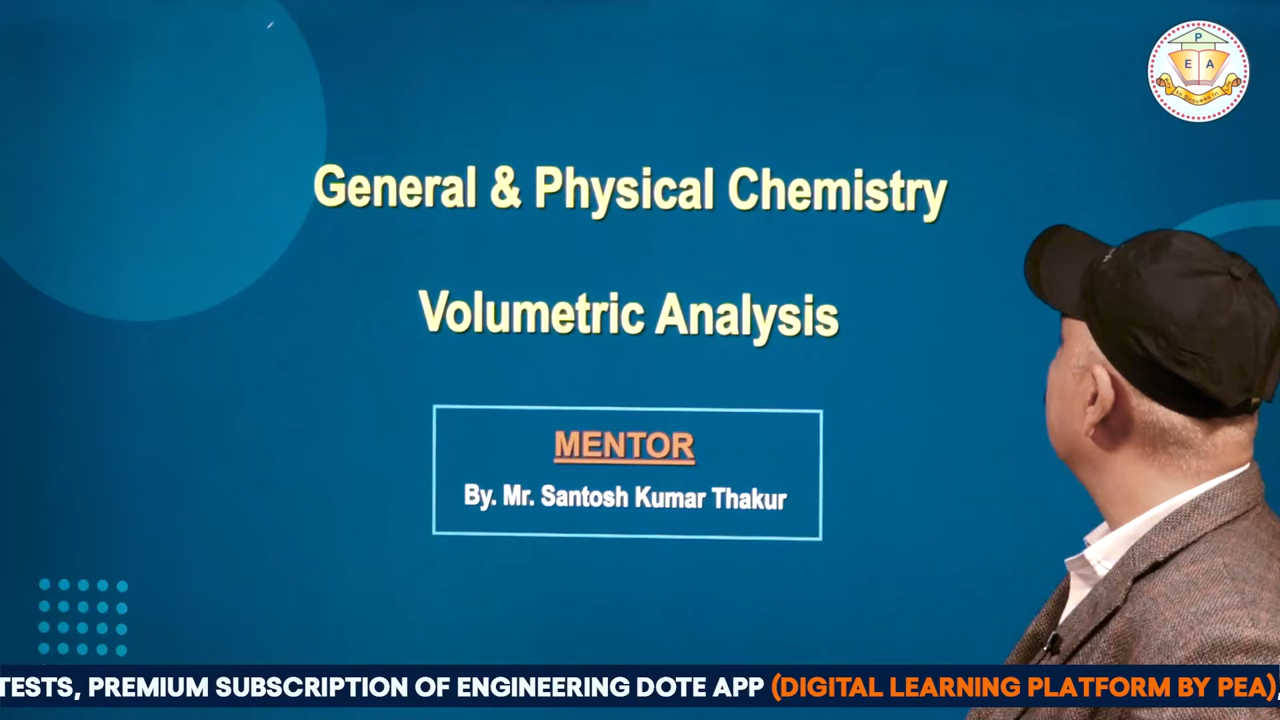 P
E A
General & Physical Chemistry
Volumetric Analysis
MENTOR
By. Mr. Santosh Kumar Thakur
TESTS, PREMIUM SUBSCRIPTION OF ENGINEERING DOTE APP (DIGITAL LEARNING PLATFORM BY PEA),